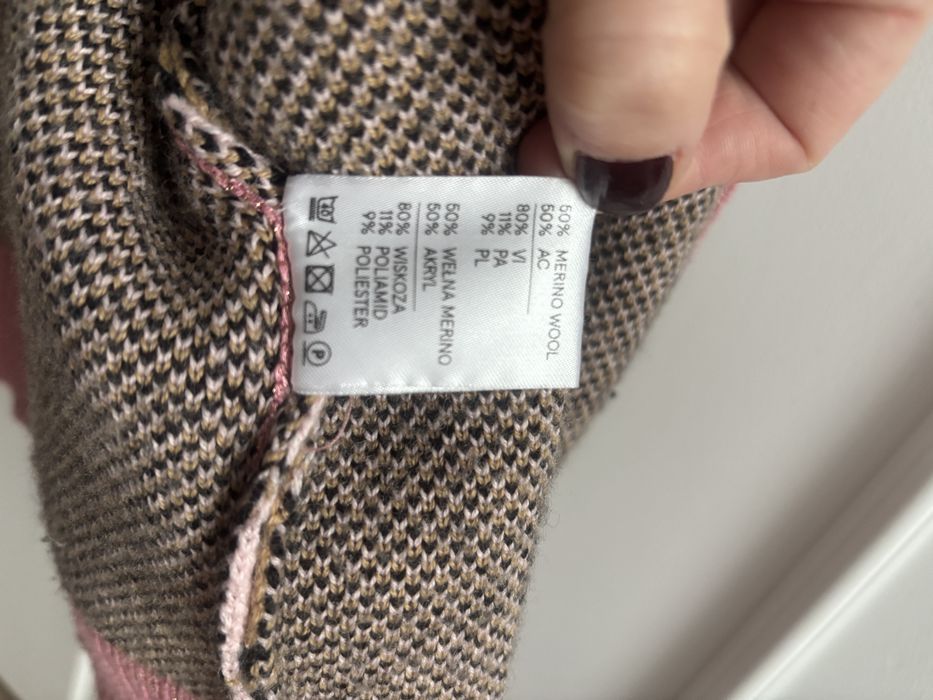 50% MERINO WOOL
50% AC
80% VI
11% PA
9% PL
50% WEŁNA MERINO
50% AKRYL
80% WISKOZA
11% POLIAMID
9% POLIESTER
40
P